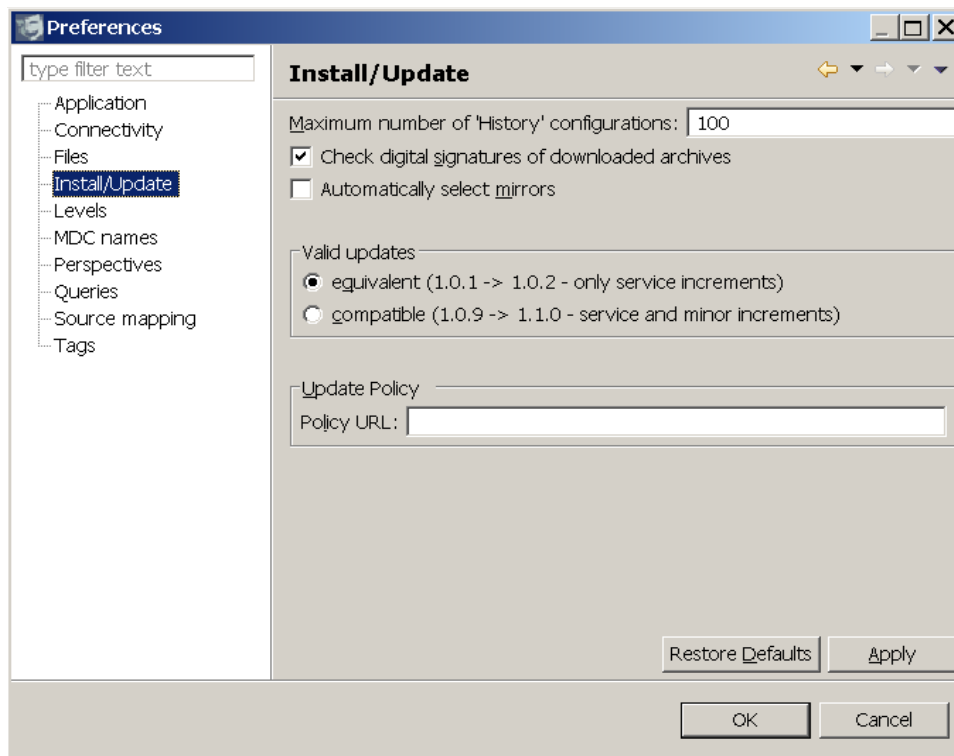 Preferences
type filter text
Application
Connectivity
Files
Install/Update
Levels
MDC names
Perspectives
Queries
Source mapping
Tags
Install/Update
Maximum number of 'History' configurations: 100
Check digital signatures of downloaded archives
Automatically select mirrors
Valid updates
equivalent (1.0.1 -> 1.0.2 - only service increments)
compatible (1.0.9 -> 1.1.0 - service and minor increments)
Update Policy
Policy URL:
Restore Defaults Apply
OK Cancel